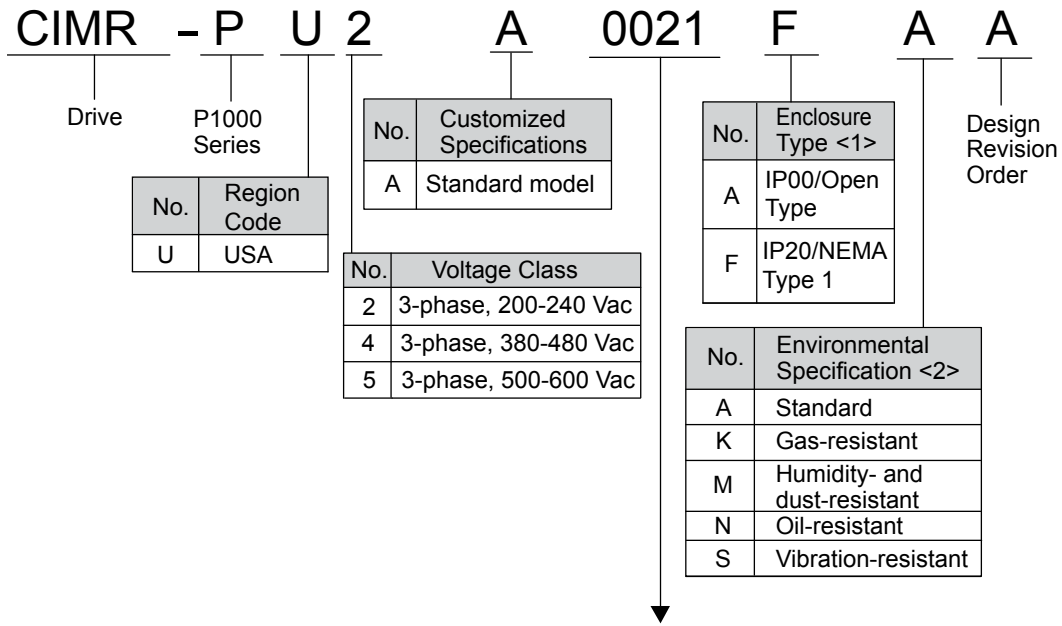 CIMR - P U 2 A 0021 F A A
Drive
P1000
Series
No. Region
Code
U USA
No. Voltage Class
2 3-phase, 200-240 Vac
4 3-phase, 380-480 Vac
5 3-phase, 500-600 Vac
No. Customized
Specifications
A Standard model
No. Enclosure
Type <1>
A IP00/Open
Type
F IP20/NEMA
Type 1
No. Environmental
Specification <2>
A Standard
K Gas-resistant
M Humidity- and
dust-resistant
N Oil-resistant
S Vibration-resistant
Design
Revision
Order